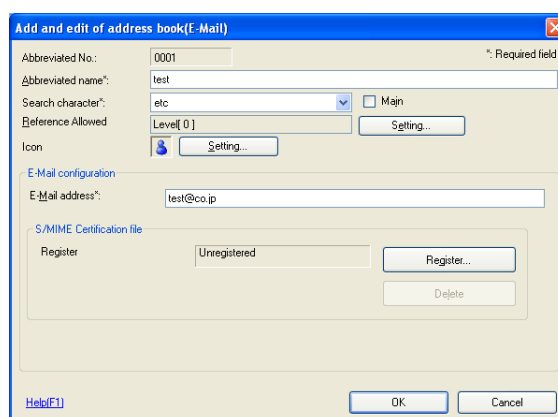 Add and edit of address book(E-Mail)
Abbreviated No.: 0001 *: Required field
Abbreviated name*: test
Search character*: etc Main
Reference Allowed Level[ 0 ] Setting...
Icon Setting...
E-Mail configuration
E-Mail address*: test@co.jp
S/MIME Certification file
Register Unregistered Register...
Delete
Help(F1) OK Cancel